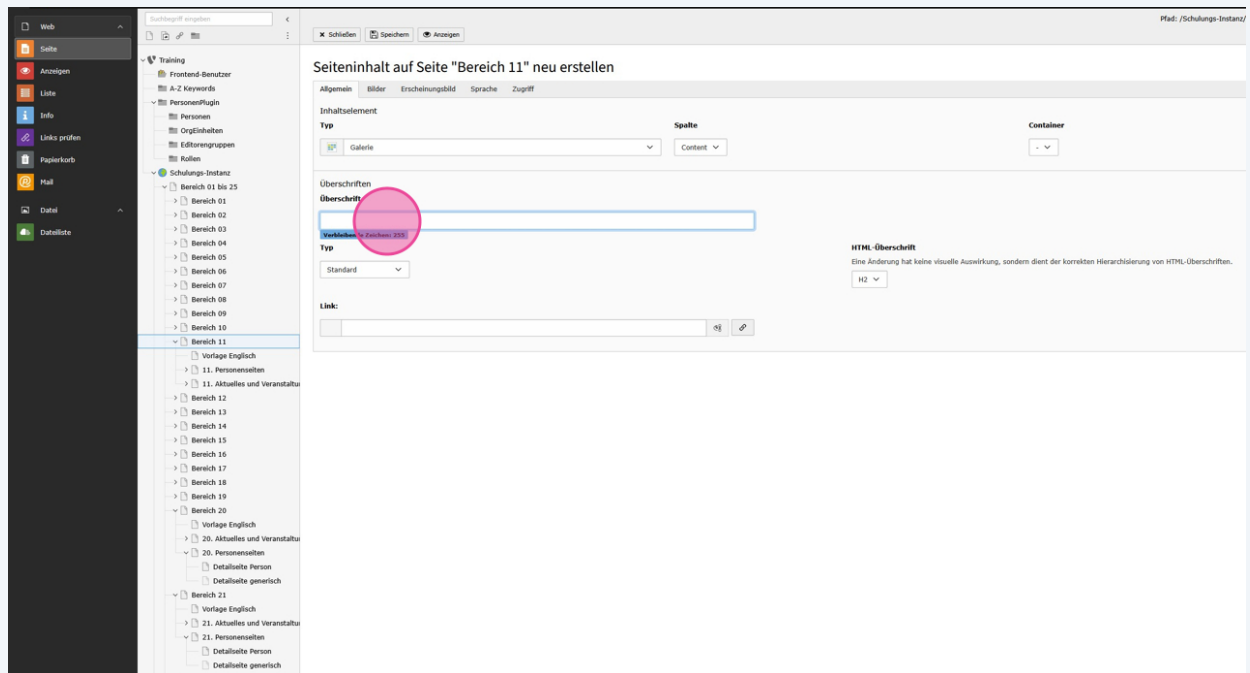 Web
Seite
Anzeigen
Liste
Info
Links prüfen
Papierkorb
Mail
Datei
Dateiliste
Suchbegriff eingeben
Training
Frontend-Benutzer
A-Z Keywords
PersonenPlugin
Personen
OrgEinheiten
Editorengruppen
Rollen
Schulungs-Instanz
Bereich 01 bis 25
Bereich 01
Bereich 02
Bereich 03
Bereich 04
Bereich 05
Bereich 06
Bereich 07
Bereich 08
Bereich 09
Bereich 10
Bereich 11
Vorlage Englisch
11. Personenseiten
11. Aktuelles und Veranstaltu
Bereich 12
Bereich 13
Bereich 14
Bereich 15
Bereich 16
Bereich 17
Bereich 18
Bereich 19
Bereich 20
Vorlage Englisch
20. Aktuelles und Veranstaltu
20. Personenseiten
Detailseite Person
Detailseite generisch
Bereich 21
Vorlage Englisch
21. Aktuelles und Veranstaltu
21. Personenseiten
Detailseite Person
Detailseite generisch
Pfad: /Schulungs-Instanz/
Schließen Speichern Anzeigen
Seiteninhalt auf Seite "Bereich 11" neu erstellen
Allgemein Bilder Erscheinungsbild Sprache Zugriff
Inhaltselement
Typ Spalte Container
Galerie Content -
Überschriften
Überschrift
Verbleibende Zeichen: 255
Typ HTML-Überschrift
Eine Änderung hat keine visuelle Auswirkung, sondern dient der korrekten Hierarchisierung von HTML-Überschriften.
Standard H2
Link: